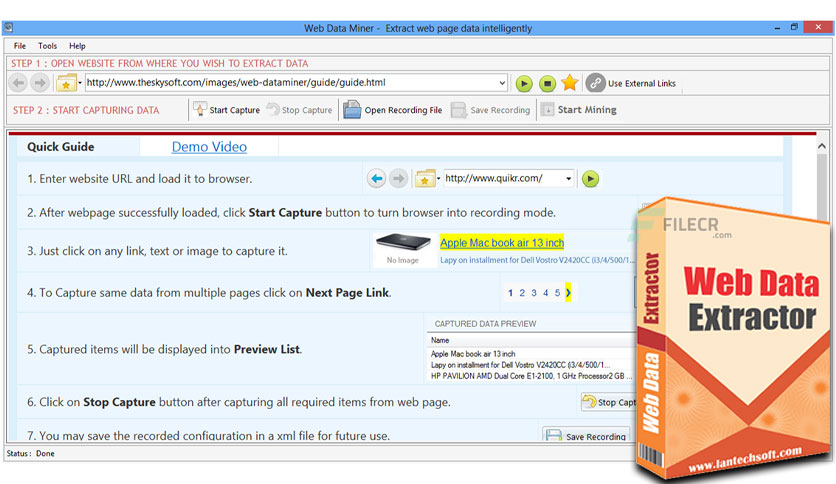 Web Data Miner - Extract web page data intelligently
File Tools Help
STEP 1 : OPEN WEBSITE FROM WHERE YOU WISH TO EXTRACT DATA
http://www.theskysoft.com/images/web-dataminer/guide/guide.html
Use External Links
STEP 2 : START CAPTURING DATA
Start Capture
Stop Capture
Open Recording File
Save Recording
Start Mining
Quick Guide
Demo Video
1. Enter website URL and load it to browser.
http://www.quikr.com/
2. After webpage successfully loaded, click Start Capture button to turn browser into recording mode.
3. Just click on any link, text or image to capture it.
No Image
Apple Mac book air 13 inch
Lapy on installment for Dell Vostro V2420CC (i3/4/500/1...
4. To Capture same data from multiple pages click on Next Page Link.
1 2 3 4 5 ❯
5. Captured items will be displayed into Preview List.
CAPTURED DATA PREVIEW
Name
Apple Mac book air 13 inch
Lapy on installment for Dell Vostro V2420CC (i3/4/500/1...
HP PAVILION AMD Dual Core E1-2100, 1 GHz Processor2 GB ...
6. Click on Stop Capture button after capturing all required items from web page.
Stop Capt
7. You may save the recorded configuration in a xml file for future use.
Save Recording
Status : Done
FILECR
.com
Web Data
Extractor
Web Data Extractor
www.lantechsoft.com